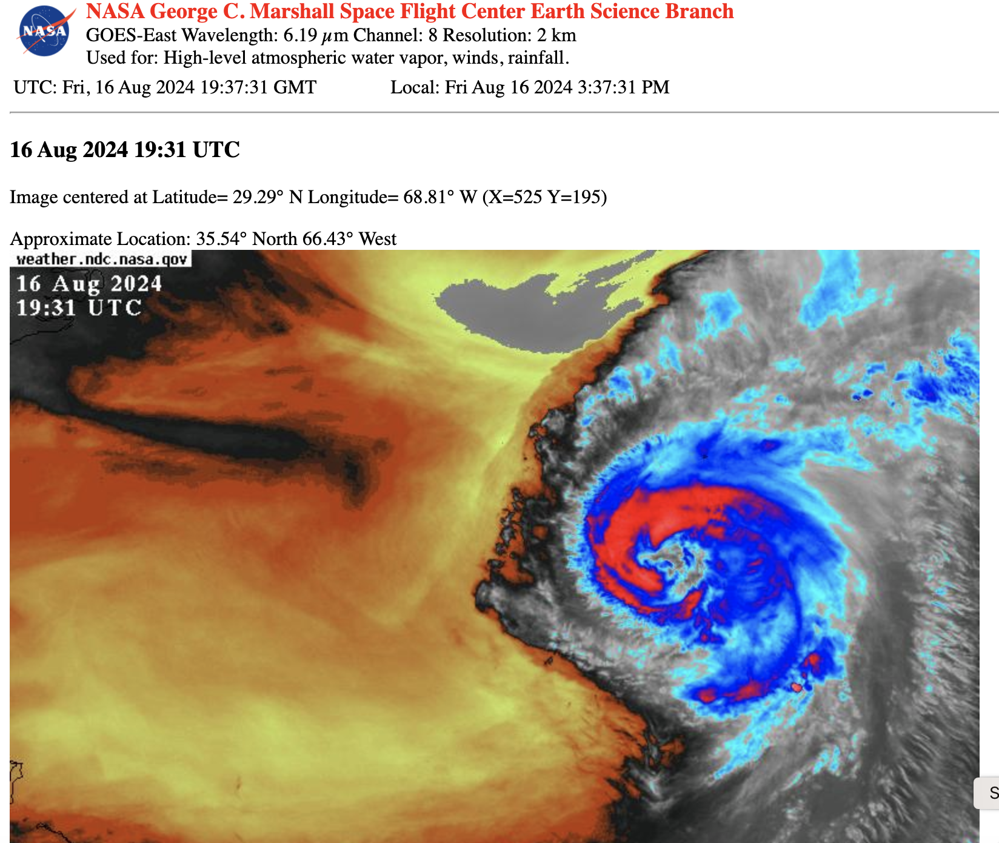 NASA
NASA George C. Marshall Space Flight Center Earth Science Branch
GOES-East Wavelength: 6.19 μm Channel: 8 Resolution: 2 km
Used for: High-level atmospheric water vapor, winds, rainfall.
UTC: Fri, 16 Aug 2024 19:37:31 GMT Local: Fri Aug 16 2024 3:37:31 PM
16 Aug 2024 19:31 UTC
Image centered at Latitude= 29.29° N Longitude= 68.81° W (X=525 Y=195)
Approximate Location: 35.54° North 66.43° West
weather.ndc.nasa.gov
16 Aug 2024
19:31 UTC
S